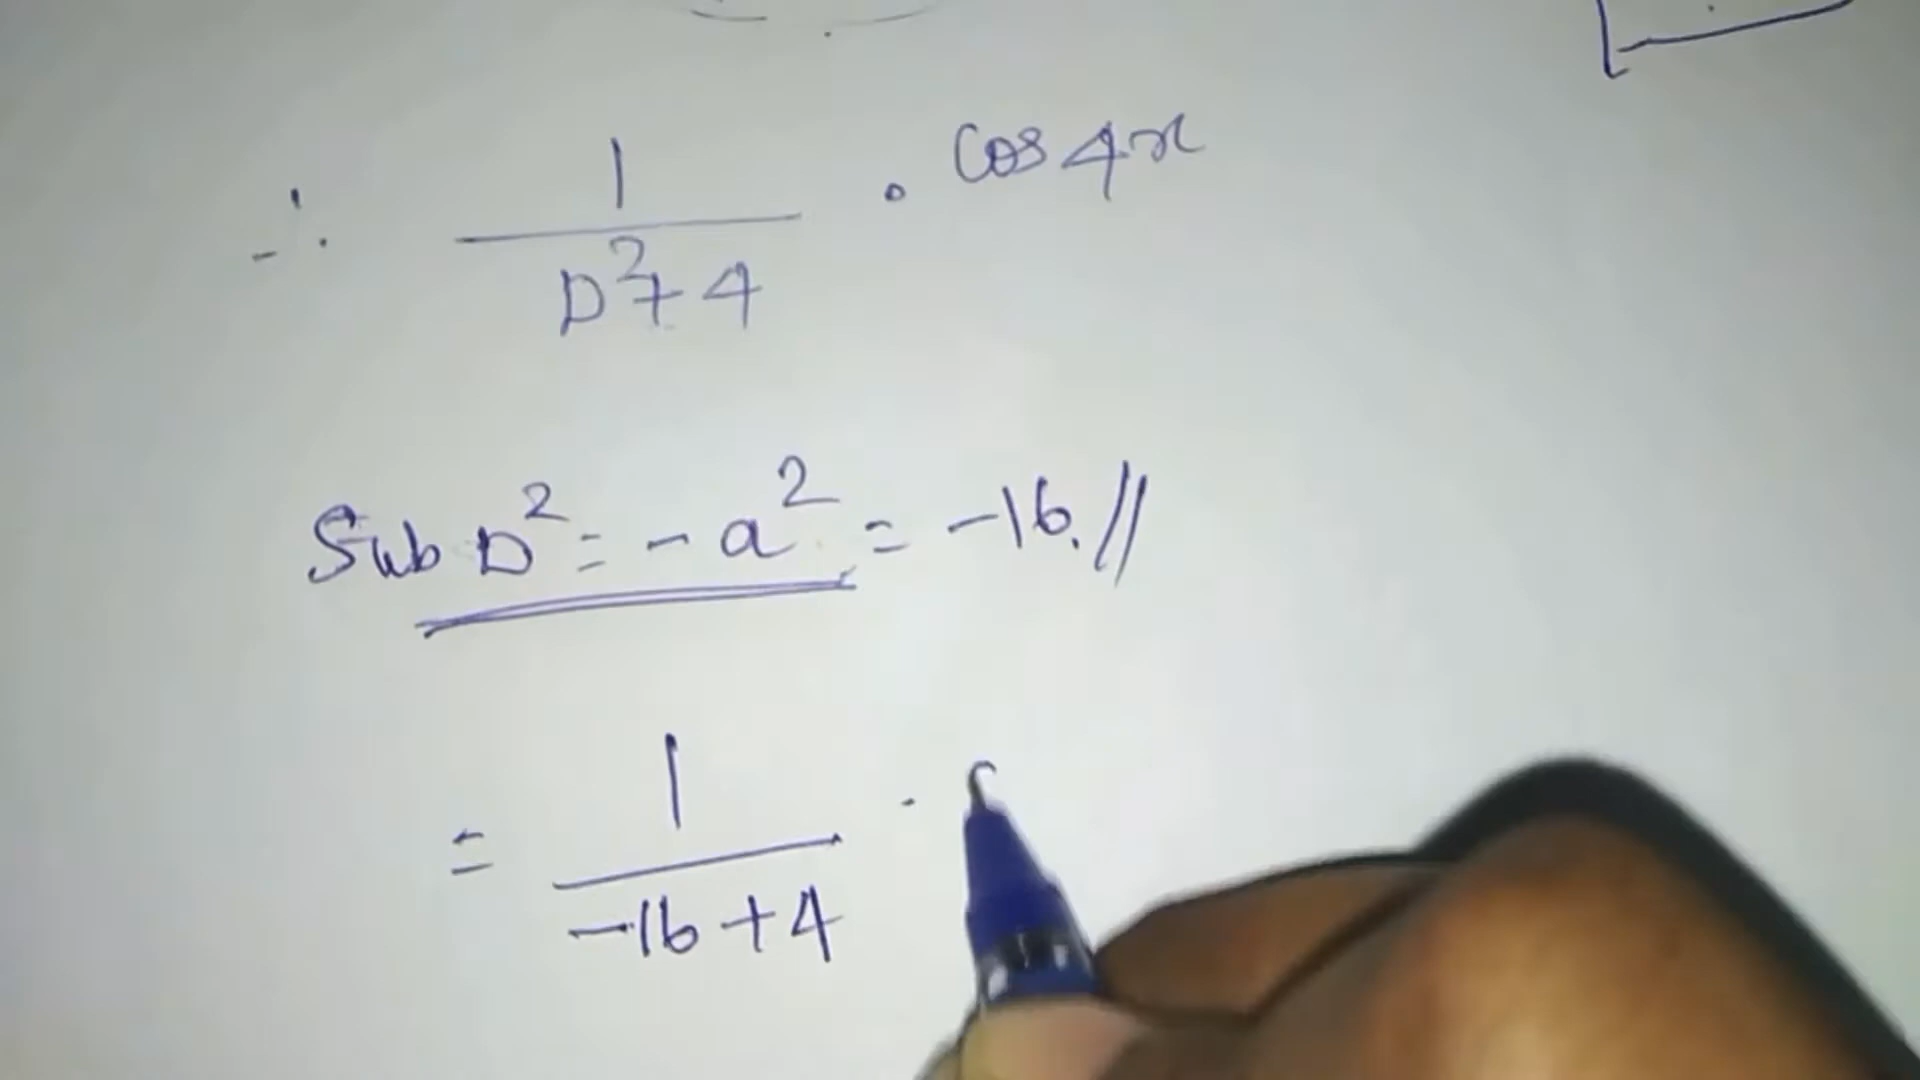 ∴ 1/(D²+4) . Cos 4x
Sub D² = -a² = -16.//
= 1/(-16+4) . C